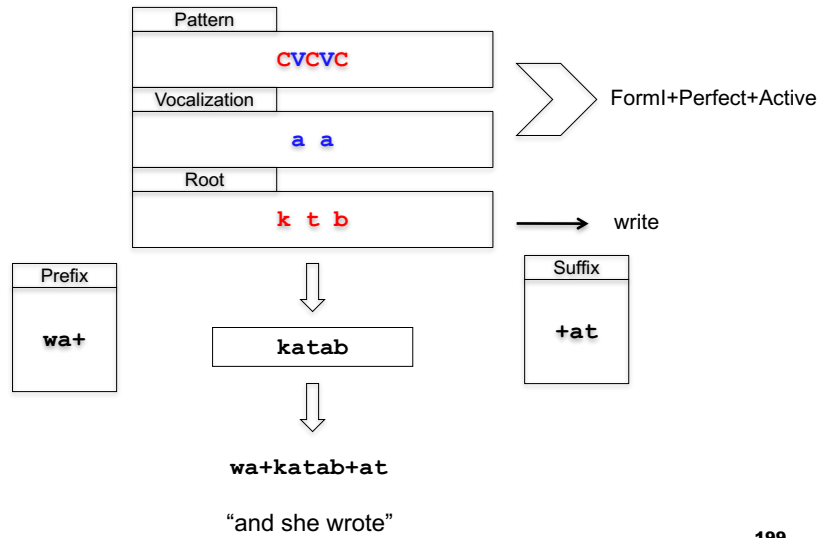 Pattern
CVCVC
Vocalization
a a
FormI+Perfect+Active
Root
k t b
write
Prefix
wa+
katab
Suffix
+at
wa+katab+at
“and she wrote”
199